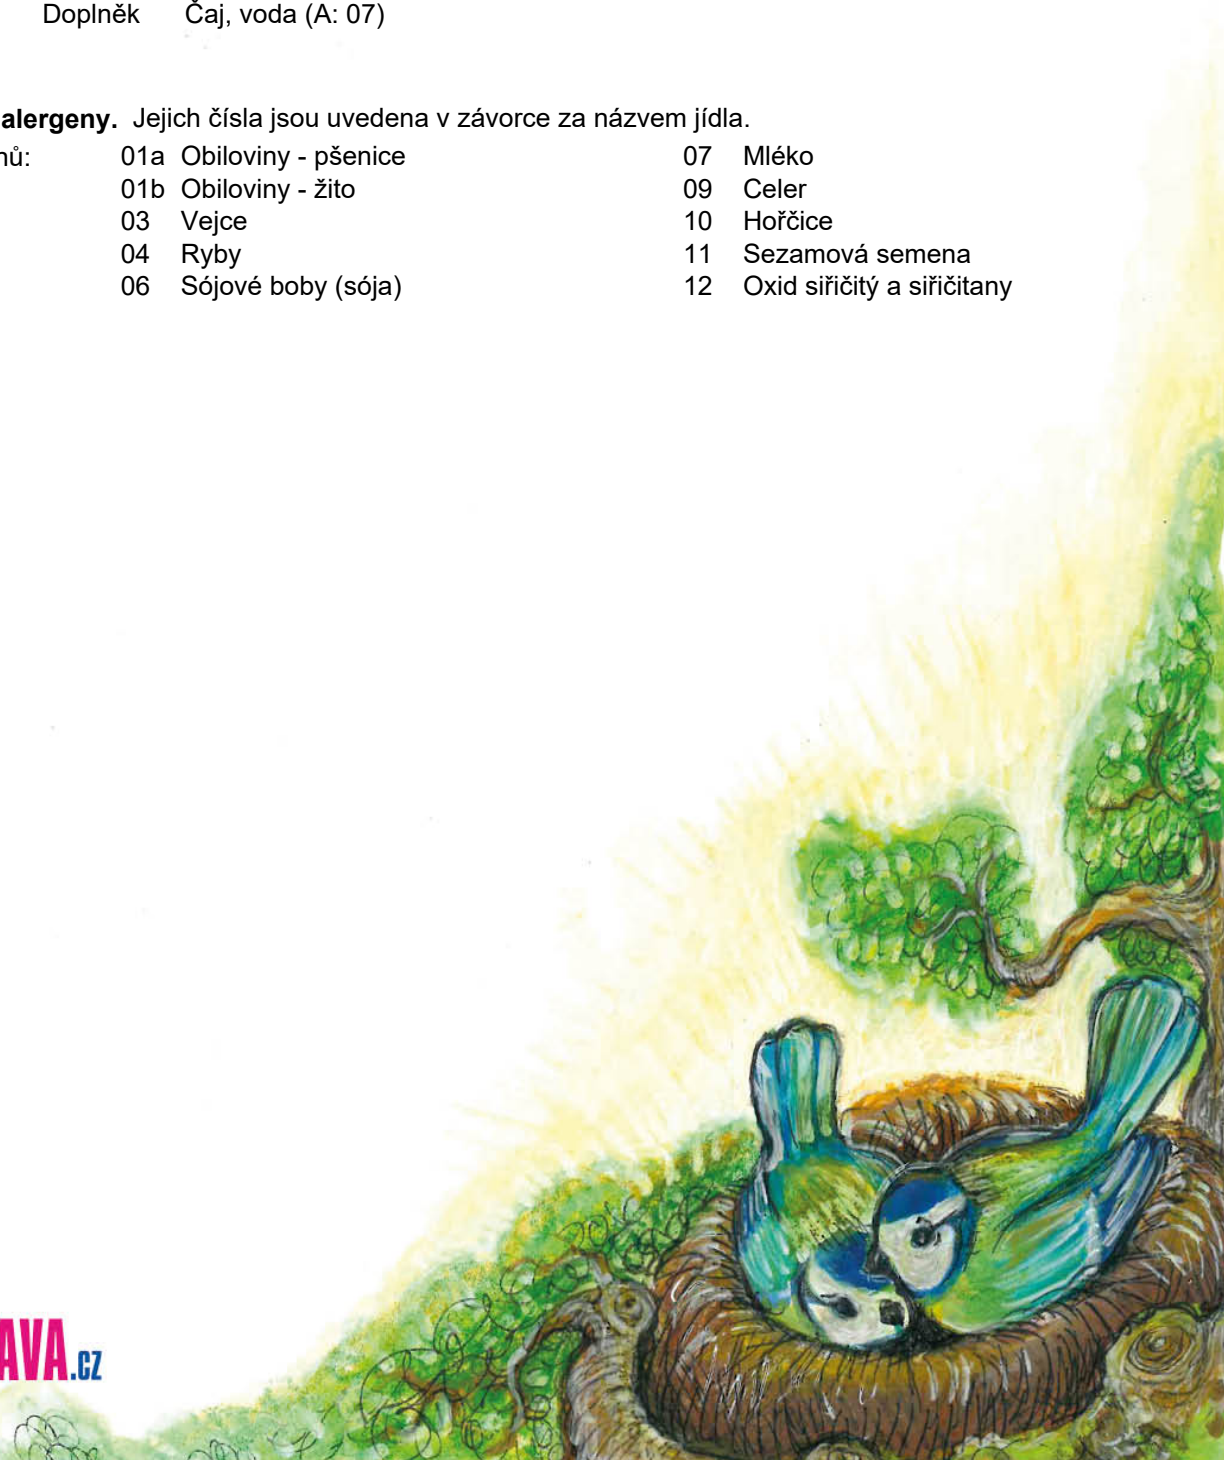 Doplněk Čaj, voda (A: 07)
alergeny. Jejich čísla jsou uvedena v závorce za názvem jídla.
nů:
01a Obiloviny - pšenice
01b Obiloviny - žito
03 Vejce
04 Ryby
06 Sójové boby (sója)
07 Mléko
09 Celer
10 Hořčice
11 Sezamová semena
12 Oxid siřičitý a siřičitany
AVA.cz